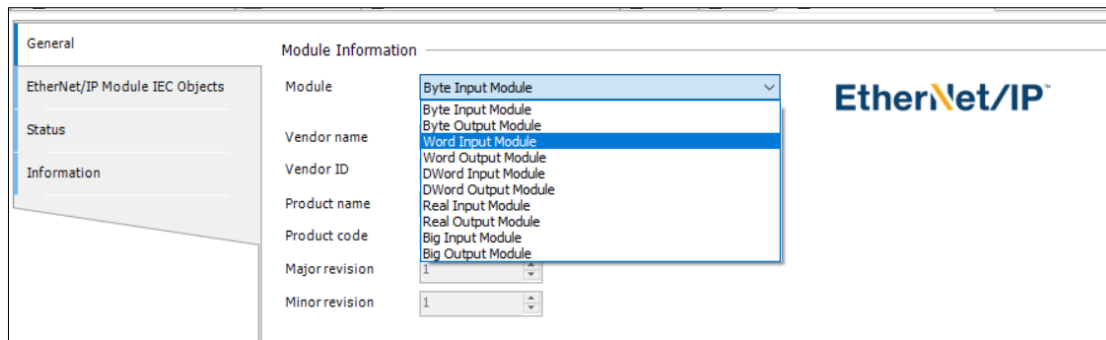 General
EtherNet/IP Module IEC Objects
Status
Information
Module Information
Module
Byte Input Module
Byte Input Module
Byte Output Module
Word Input Module
Word Output Module
DWord Input Module
DWord Output Module
Real Input Module
Real Output Module
Big Input Module
Big Output Module
Vendor name
Vendor ID
Product name
Product code
Major revision
1
Minor revision
1
EtherNet/IP™